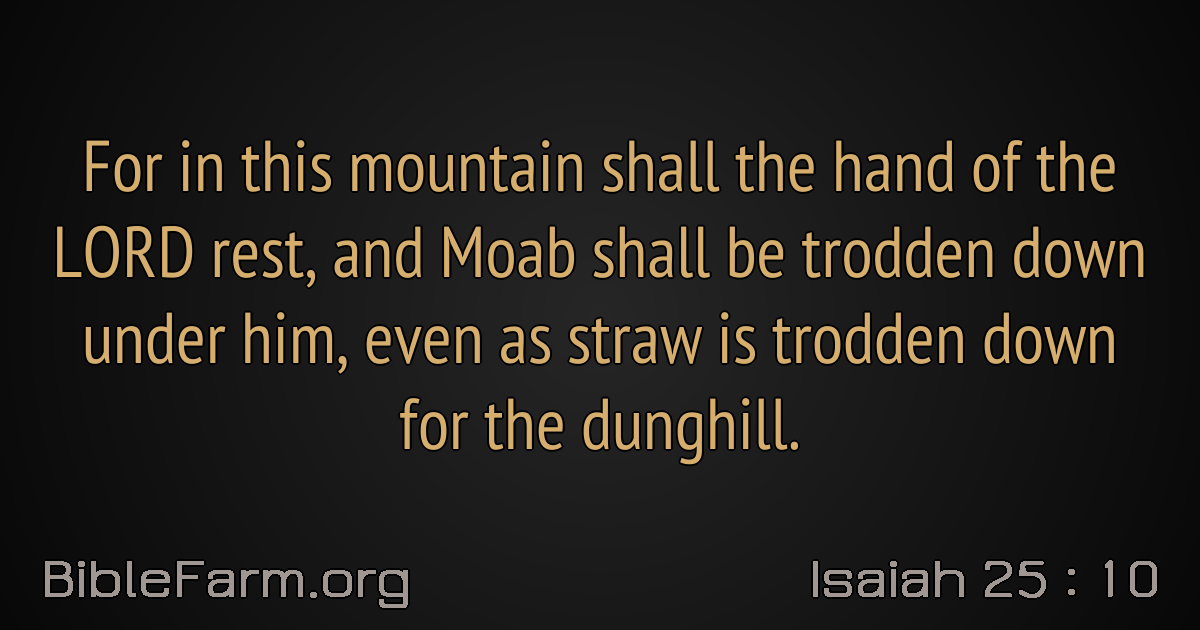 For in this mountain shall the hand of the
LORD rest, and Moab shall be trodden down
under him, even as straw is trodden down
for the dunghill.
BibleFarm.org
Isaiah 25 : 10